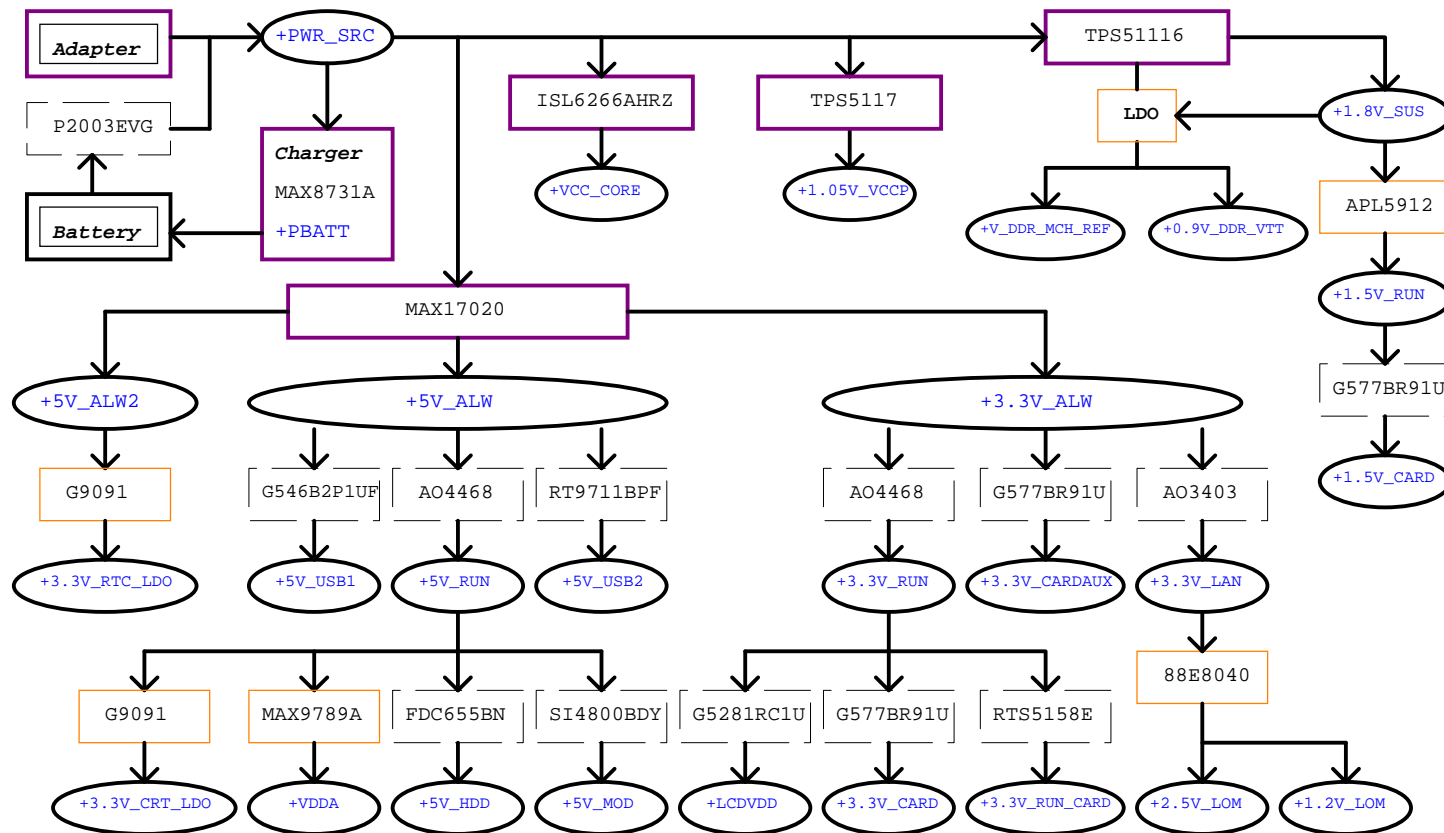 Adapter
+PWR_SRC
TPS51116
P2003EVG
ISL6266AHRZ
TPS5117
LDO
+1.8V_SUS
Battery
Charger
MAX8731A
+PBATT
+VCC_CORE
+1.05V_VCCP
+V_DDR_MCH_REF
+0.9V_DDR_VTT
APL5912
MAX17020
+1.5V_RUN
+5V_ALW2
+5V_ALW
+3.3V_ALW
G577BR91U
G9091
G546B2P1UF
AO4468
RT9711BPF
AO4468
G577BR91U
AO3403
+1.5V_CARD
+3.3V_RTC_LDO
+5V_USB1
+5V_RUN
+5V_USB2
+3.3V_RUN
+3.3V_CARDAUX
+3.3V_LAN
88E8040
G9091
MAX9789A
FDC655BN
SI4800BDY
G5281RC1U
G577BR91U
RTS5158E
+3.3V_CRT_LDO
+VDDA
+5V_HDD
+5V_MOD
+LCDVDD
+3.3V_CARD
+3.3V_RUN_CARD
+2.5V_LOM
+1.2V_LOM